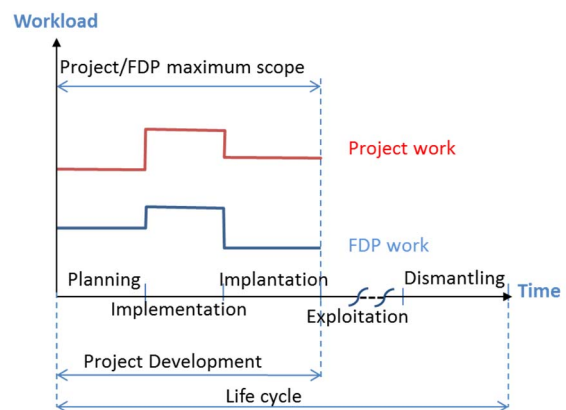 Workload
Project/FDP maximum scope
Project work
FDP work
Planning
Implantation
Dismantling
Time
Implementation
Exploitation
Project Development
Life cycle